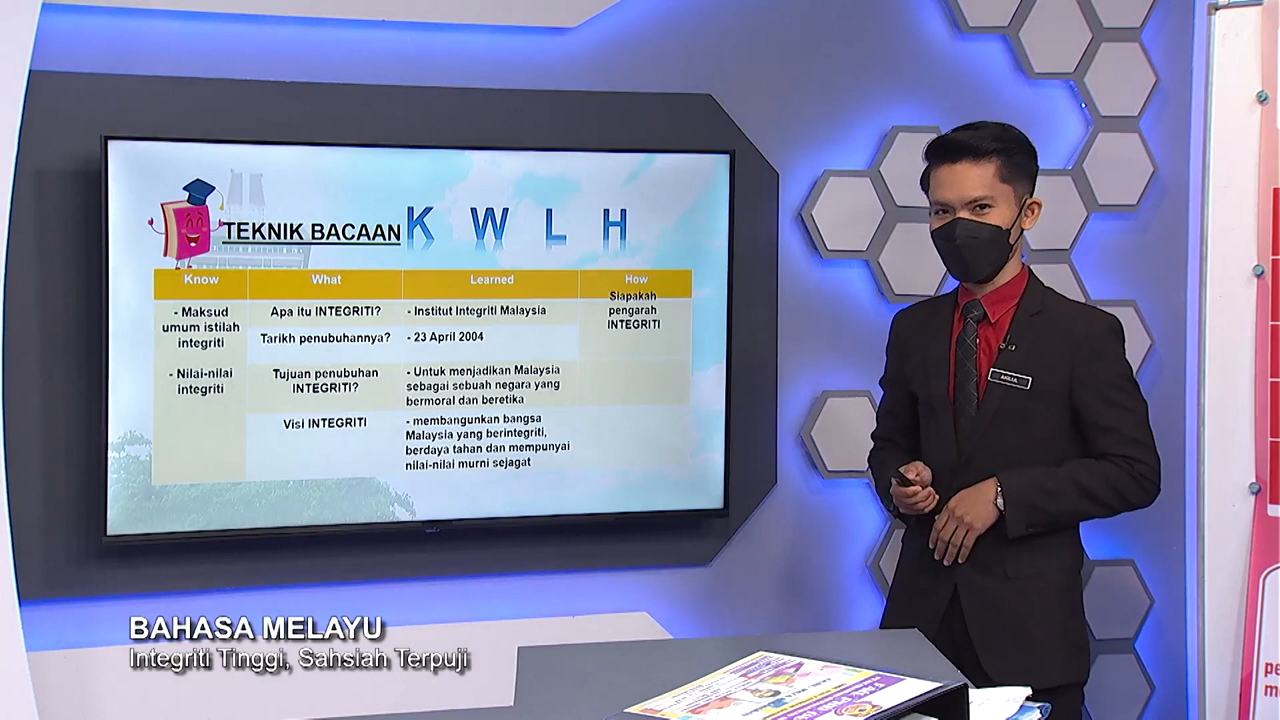 TEKNIK BACAAN K W L H
Know
What
Learned
How
- Maksud
umum istilah
integriti
- Nilai-nilai
integriti
Apa itu INTEGRITI?
- Institut Integriti Malaysia
Siapakah
pengarah
INTEGRITI
Tarikh penubuhannya?
- 23 April 2004
Tujuan penubuhan
INTEGRITI?
- Untuk menjadikan Malaysia
sebagai sebuah negara yang
bermoral dan beretika
Visi INTEGRITI
- membangunkan bangsa
Malaysia yang berintegriti,
berdaya tahan dan mempunyai
nilai-nilai murni sejagat
BAHASA MELAYU
Integriti Tinggi, Sahsiah Terpuji